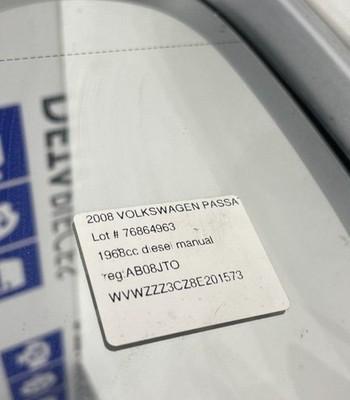 2008 VOLKSWAGEN PASSA
Lot # 76864963
1968cc diesel manual
reg:AB08JTO
WVWZZZ3CZ8E201573